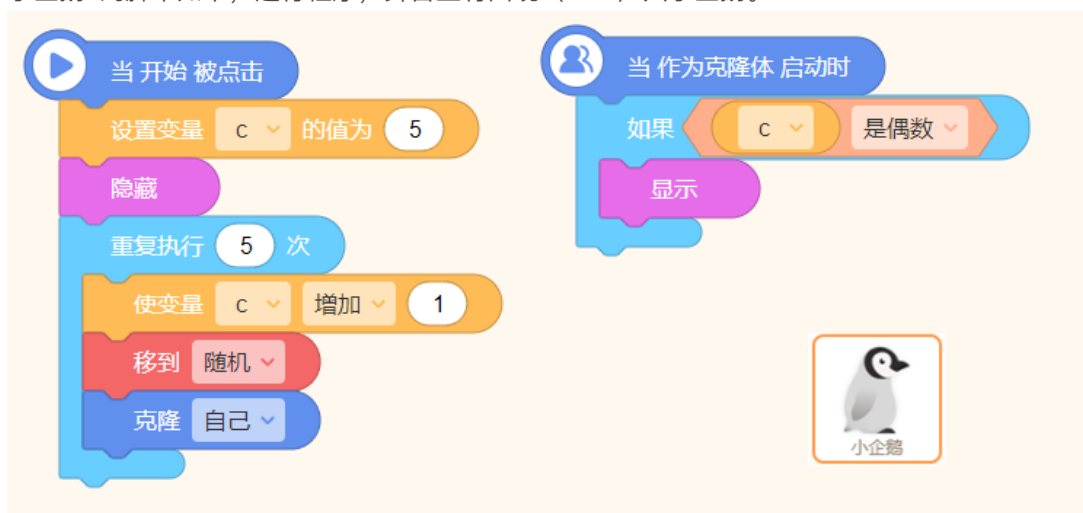 当 开始 被点击
设置变量 c 的值为 5
隐藏
重复执行 5 次
使变量 c 增加 1
移到 随机
克隆 自己
当 作为克隆体 启动时
如果 c 是偶数
显示
小企鹅